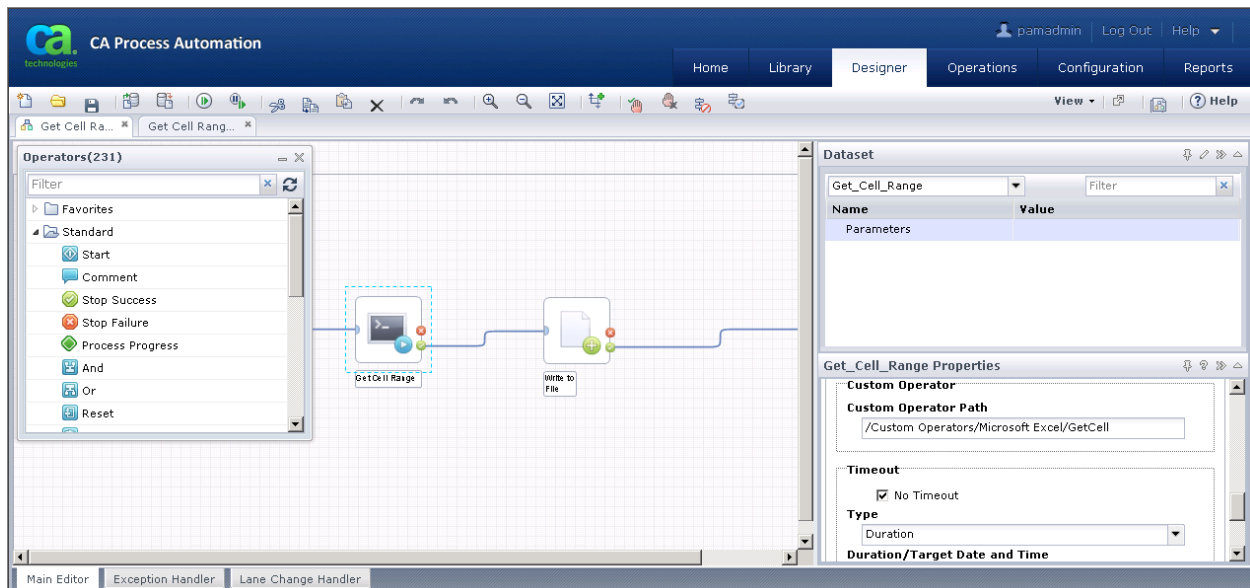 ca.
technologies
CA Process Automation
pamadmin Log Out Help
Home Library Designer Operations Configuration Reports
View Help
Get Cell Ra... Get Cell Rang...
Operators(231)
Filter
Favorites
Standard
Start
Comment
Stop Success
Stop Failure
Process Progress
And
Or
Reset
GetCell Range
Write to
File
Dataset
Get_Cell_Range Filter
Name Value
Parameters
Get_Cell_Range Properties
Custom Operator
Custom Operator Path
/Custom Operators/Microsoft Excel/GetCell
Timeout
No Timeout
Type
Duration
Duration/Target Date and Time
Main Editor Exception Handler Lane Change Handler